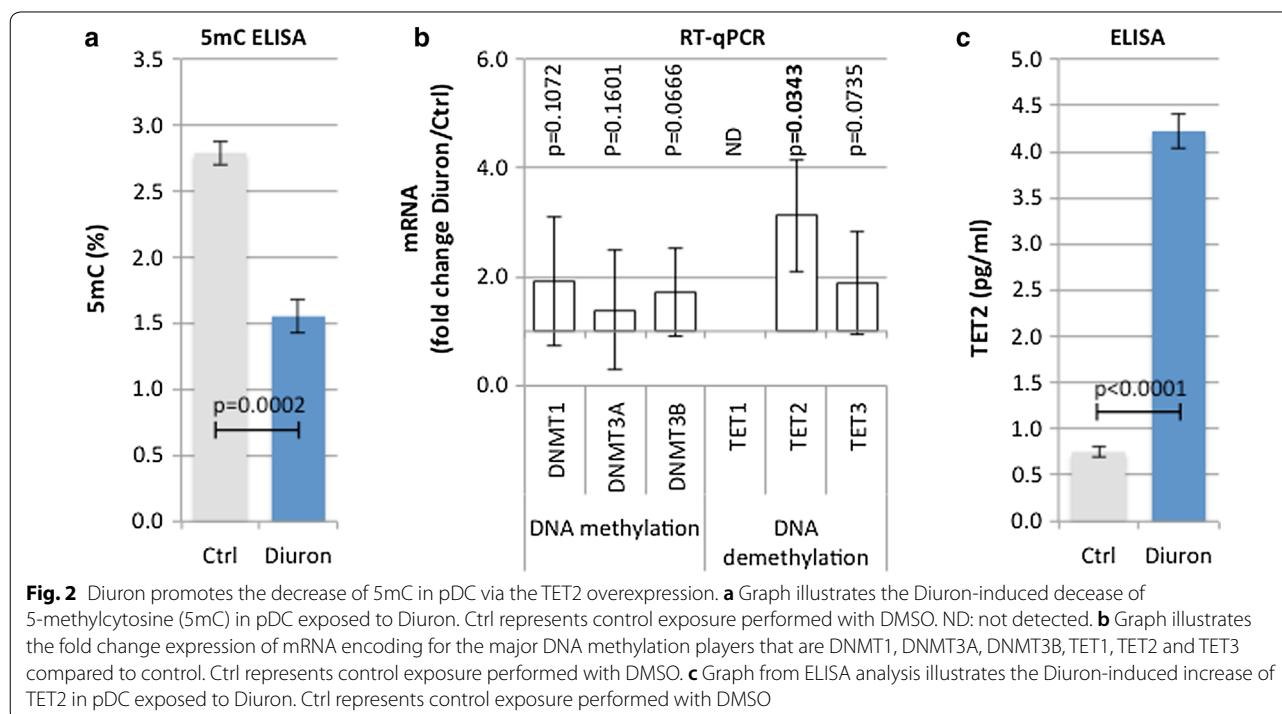 a 5mC ELISA
5mC (%)
3.5
3.0
2.5
2.0
1.5
1.0
0.5
0.0
p=0.0002
Ctrl Diuron
b RT-qPCR
mRNA
(fold change Diuron/Ctrl)
6.0
4.0
2.0
0.0
p=0.1072
P=0.1601
P=0.0666
ND
p=0.0343
p=0.0735
DNMT1
DNMT3A
DNMT3B
TET1
TET2
TET3
DNA methylation
DNA
demethylation
c ELISA
TET2 (pg/ml)
5.0
4.5
4.0
3.5
3.0
2.5
2.0
1.5
1.0
0.5
0.0
p<0.0001
Ctrl Diuron
Fig. 2 Diuron promotes the decrease of 5mC in pDC via the TET2 overexpression. a Graph illustrates the Diuron-induced decease of
5-methylcytosine (5mC) in pDC exposed to Diuron. Ctrl represents control exposure performed with DMSO. ND: not detected. b Graph illustrates
the fold change expression of mRNA encoding for the major DNA methylation players that are DNMT1, DNMT3A, DNMT3B, TET1, TET2 and TET3
compared to control. Ctrl represents control exposure performed with DMSO. c Graph from ELISA analysis illustrates the Diuron-induced increase of
TET2 in pDC exposed to Diuron. Ctrl represents control exposure performed with DMSO